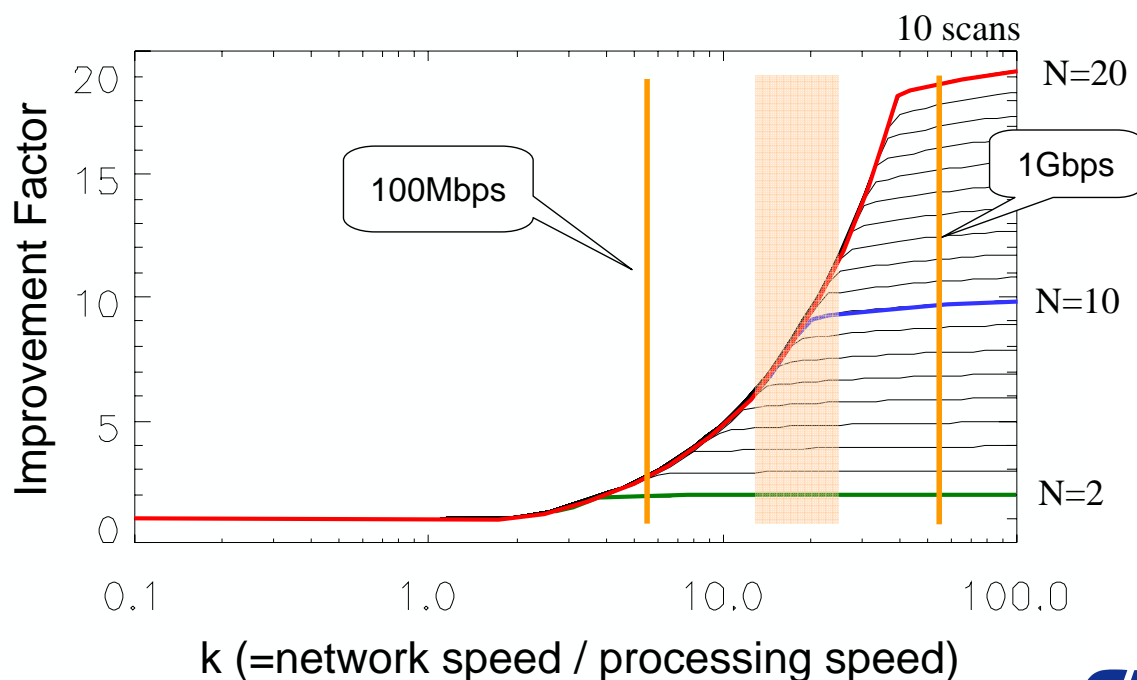 10 scans
20
15
10
5
0
Improvement Factor
100Mbps
1Gbps
N=20
N=10
N=2
0.1
1.0
10.0
100.0
k (=network speed / processing speed)